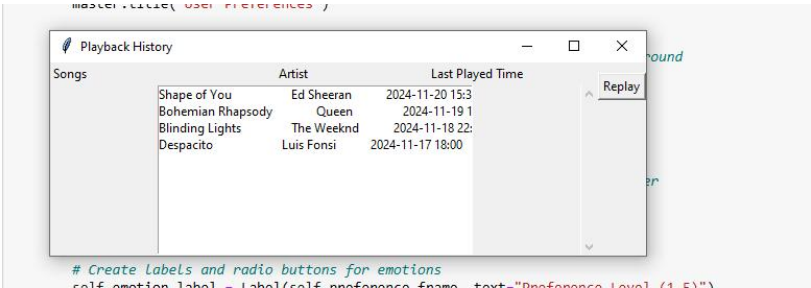 master.title("User Preferences")
Playback History
round
Songs Artist Last Played Time
Replay
Shape of You Ed Sheeran 2024-11-20 15:3
Bohemian Rhapsody Queen 2024-11-19 1
Blinding Lights The Weeknd 2024-11-18 22:
Despacito Luis Fonsi 2024-11-17 18:00
er
# Create labels and radio buttons for emotions
self.emotion_label = Label(self.preference_frame, text="Preference Level (1-5)")